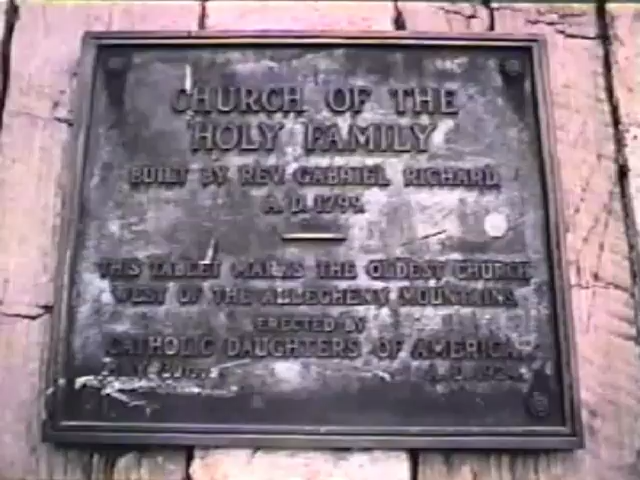 CHURCH OF THE
HOLY FAMILY
BUILT BY REV. GABRIEL RICHARD,
A. D. 1799.
THIS TABLET MARKS THE OLDEST CHURCH
WEST OF THE ALLEGHENY MOUNTAINS
ERECTED BY
CATHOLIC DAUGHTERS OF AMERICA
A. D.